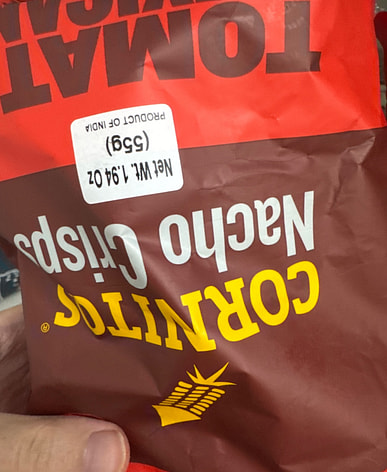 CORNITOS®
Nacho Crisps
Net Wt. 1.94 Oz
(55g)
PRODUCT OF INDIA
TOMAT